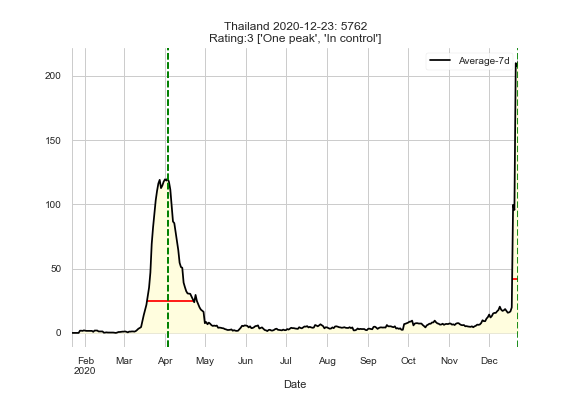 Thailand 2020-12-23: 5762
Rating:3 ['One peak', 'In control']
Average-7d
200
150
100
50
0
Feb Mar Apr May Jun Jul Aug Sep Oct Nov Dec
2020
Date